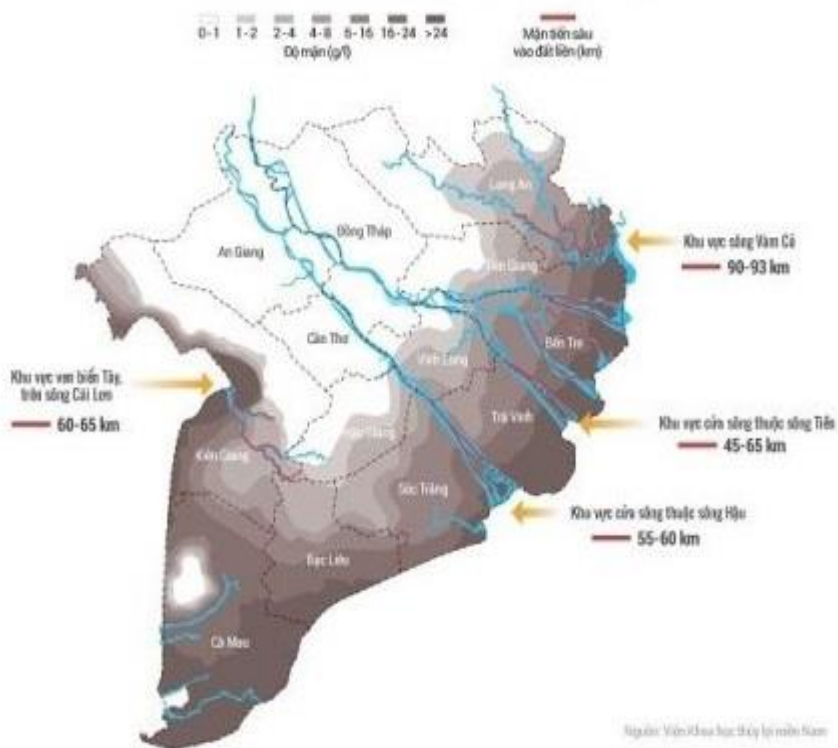 0-1 1-2 2-4 4-8 8-16 16-24 >24
Độ mặn (g/l)
Mặn tiến sâu
vào đất liền (km)
Long An
Đồng Tháp
An Giang
Khu vực sông Vàm Cỏ
90-93 km
Tiền Giang
Cần Thơ
Bến Tre
Vĩnh Long
Khu vực ven biển Tây,
trên sông Cái Lớn
60-65 km
Trà Vinh
Khu vực cửa sông thuộc sông Tiền
45-65 km
Hậu Giang
Kiên Giang
Sóc Trăng
Khu vực cửa sông thuộc sông Hậu
55-60 km
Bạc Liêu
Cà Mau
Nguồn: Viện Khoa học thủy lợi miền Nam